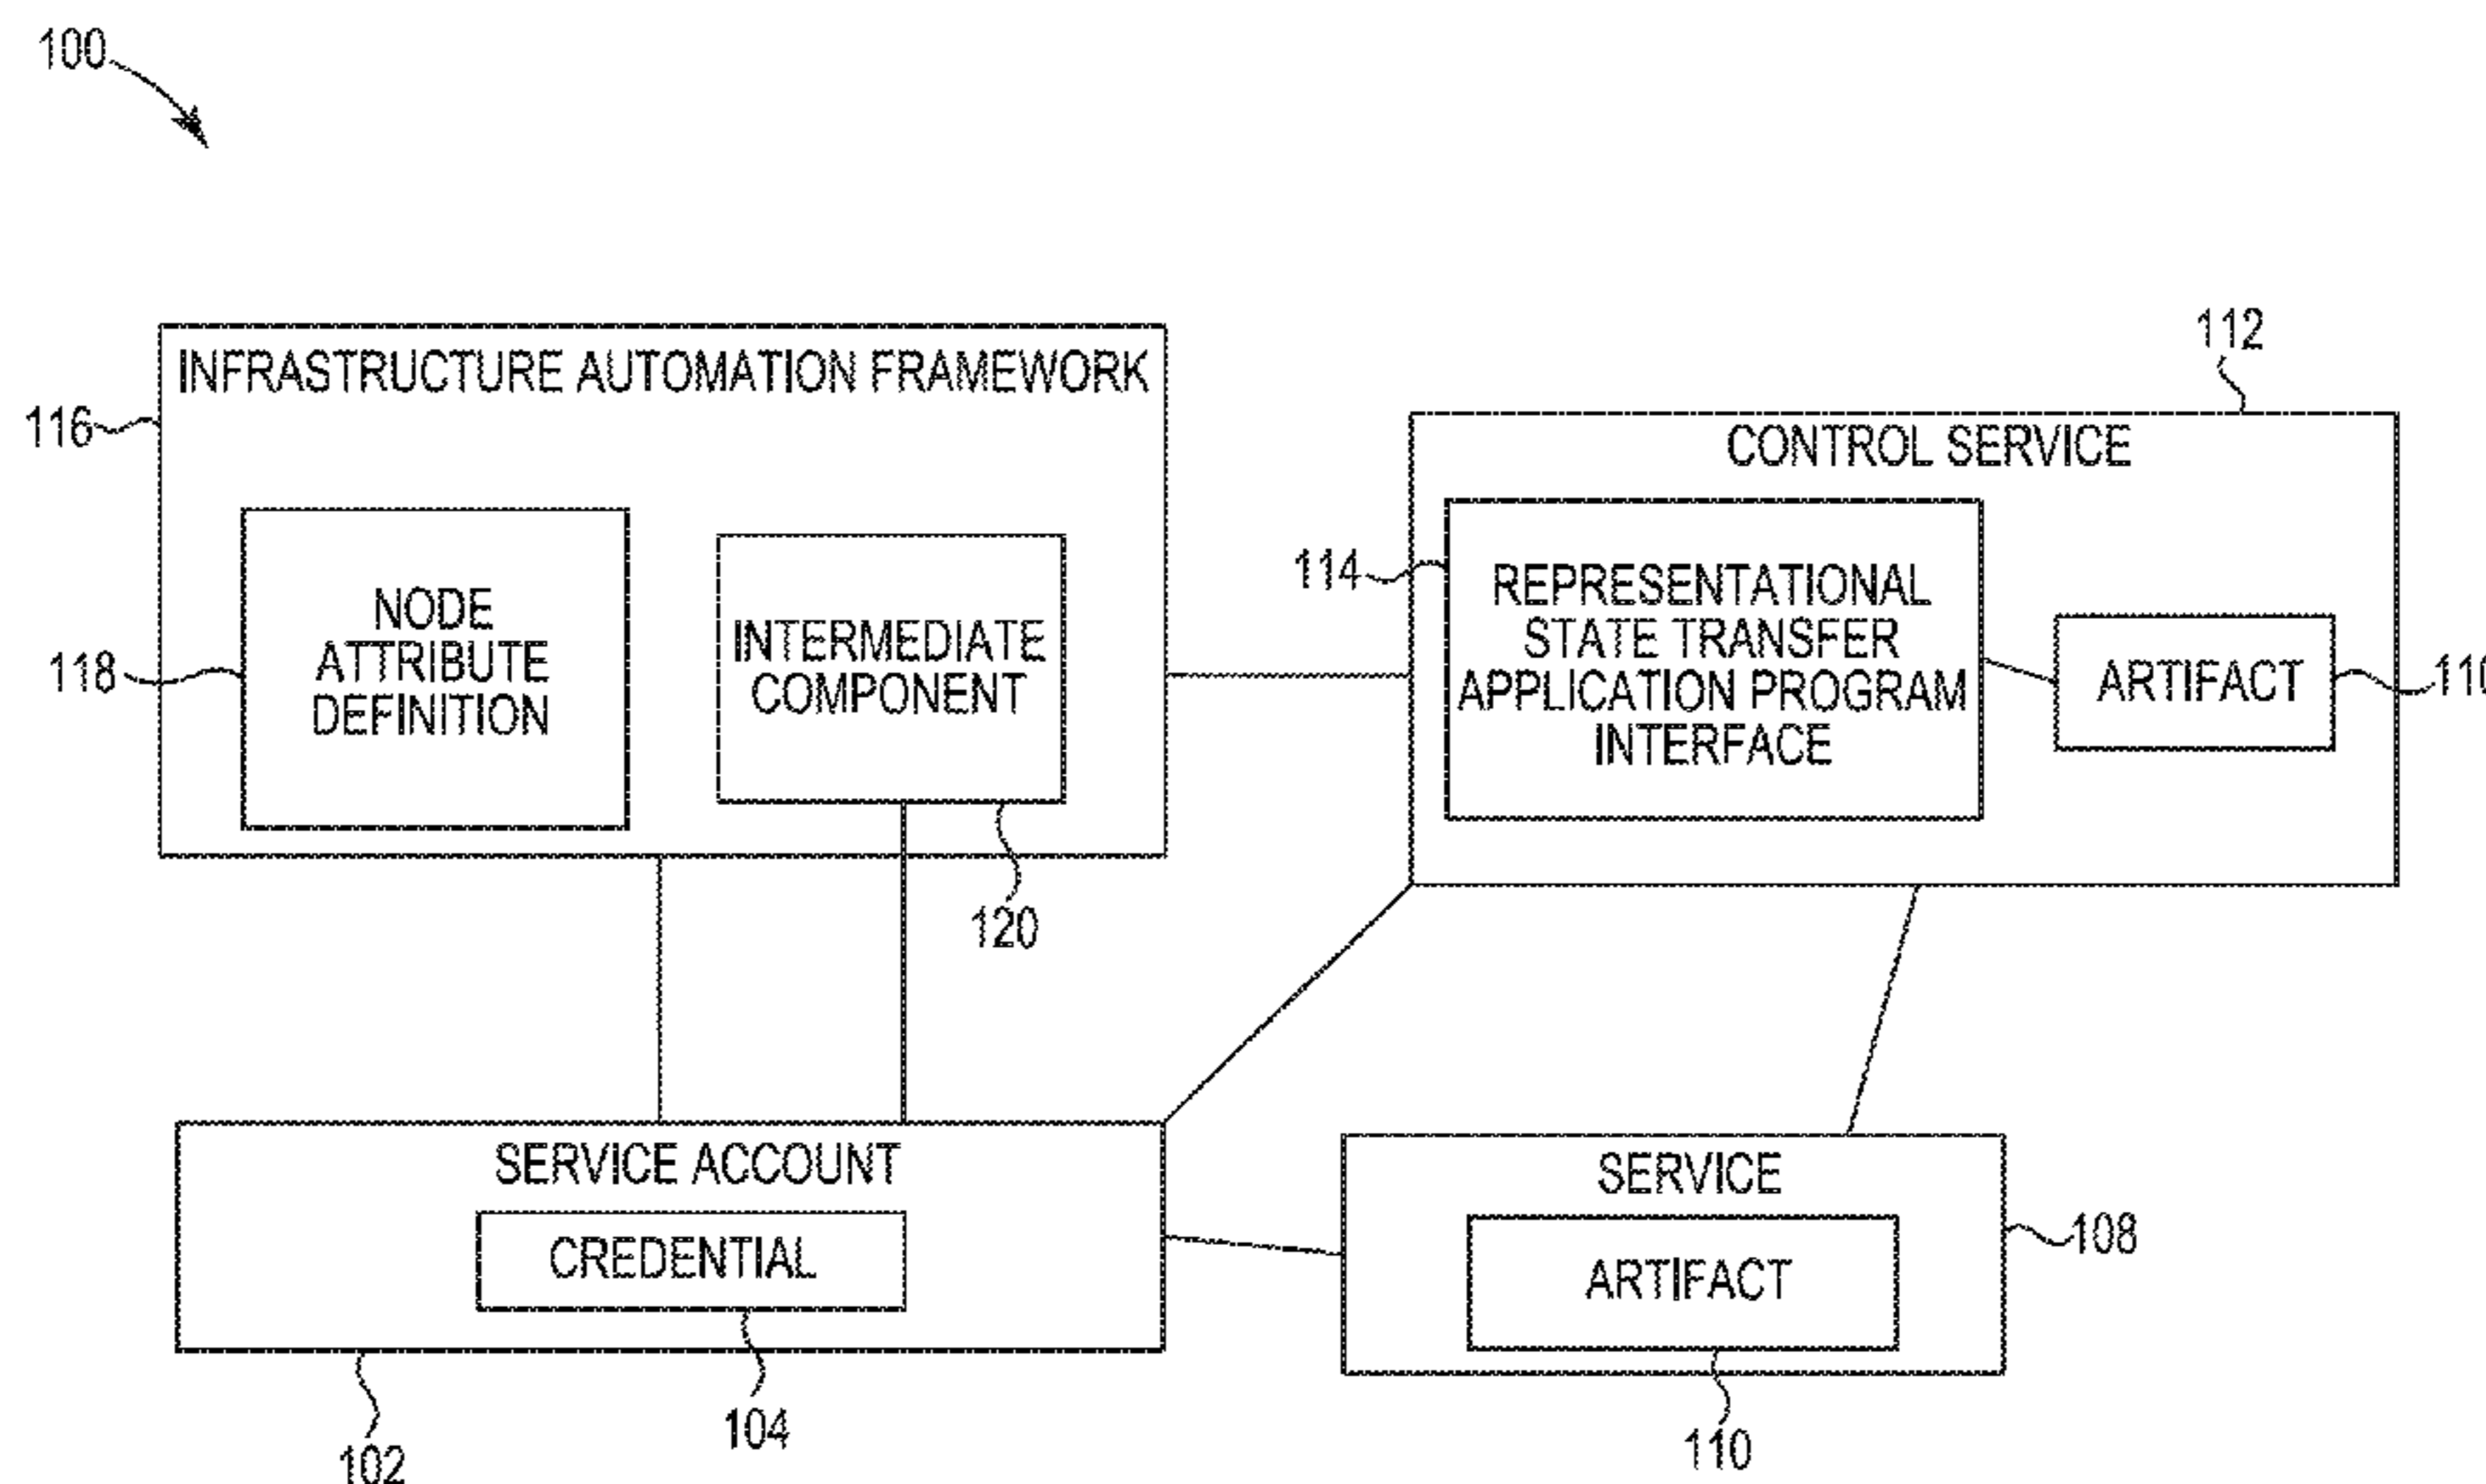 100
INFRASTRUCTURE AUTOMATION FRAMEWORK
116
NODE
ATTRIBUTE
DEFINITION
118
INTERMEDIATE
COMPONENT
120
112
CONTROL SERVICE
114
REPRESENTATIONAL
STATE TRANSFER
APPLICATION PROGRAM
INTERFACE
ARTIFACT
110
SERVICE ACCOUNT
CREDENTIAL
104
102
SERVICE
ARTIFACT
108
110